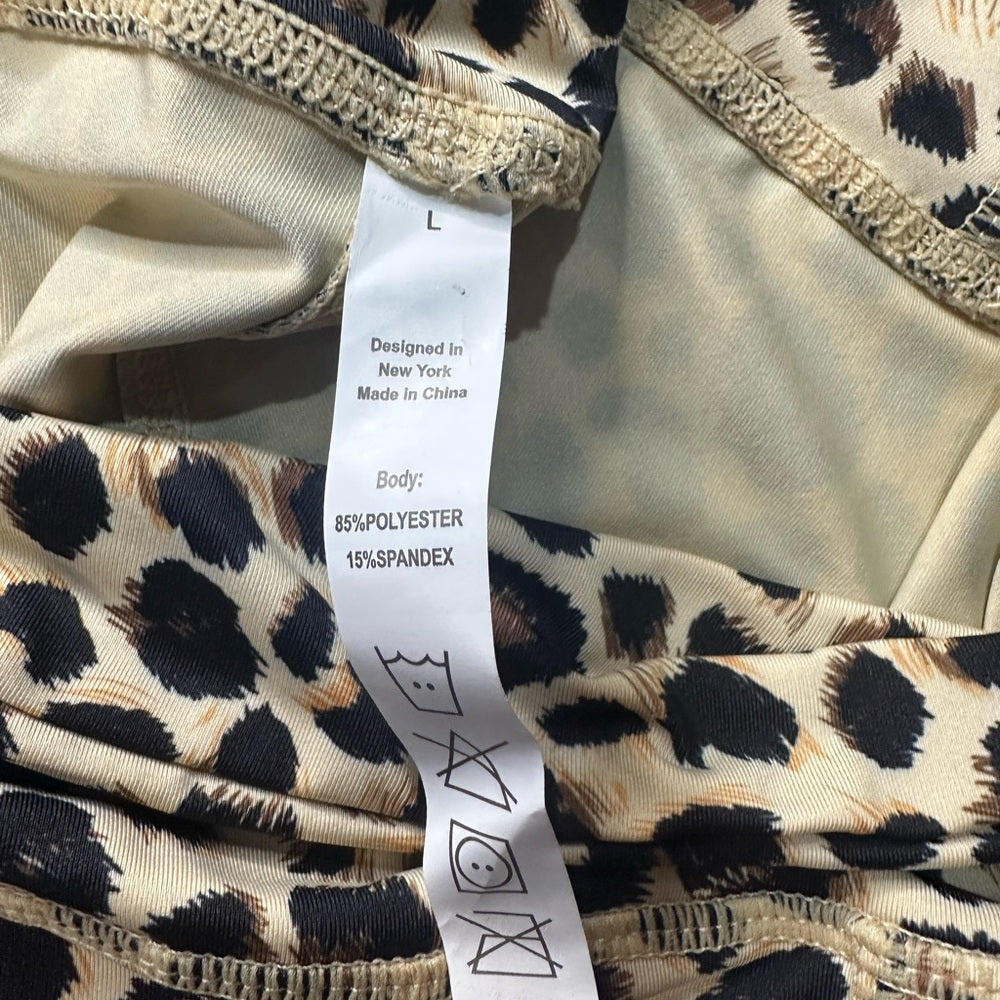 L
Designed in
New York
Made in China
Body:
85%POLYESTER
15%SPANDEX